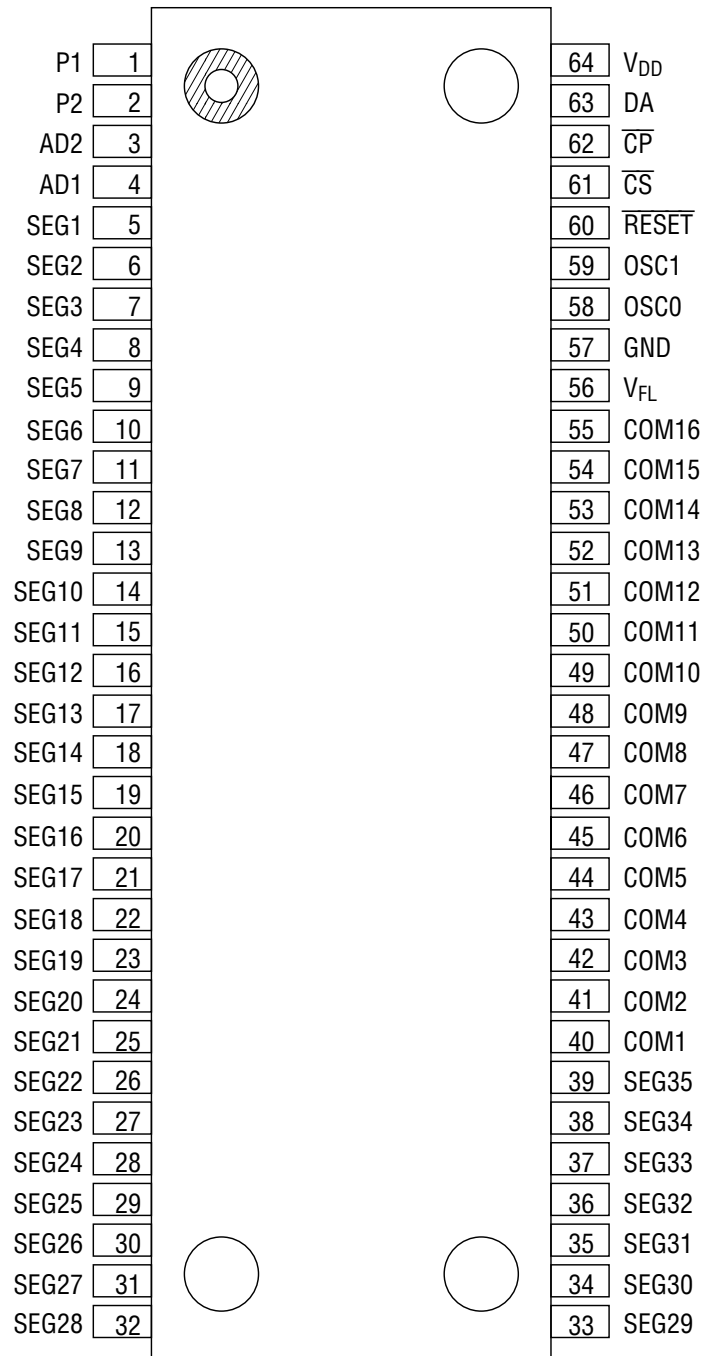 P1 1 64 VDD
P2 2 63 DA
AD2 3 62 C̅P̅
AD1 4 61 C̅S̅
SEG1 5 60 R̅E̅S̅E̅T̅
SEG2 6 59 OSC1
SEG3 7 58 OSC0
SEG4 8 57 GND
SEG5 9 56 VFL
SEG6 10 55 COM16
SEG7 11 54 COM15
SEG8 12 53 COM14
SEG9 13 52 COM13
SEG10 14 51 COM12
SEG11 15 50 COM11
SEG12 16 49 COM10
SEG13 17 48 COM9
SEG14 18 47 COM8
SEG15 19 46 COM7
SEG16 20 45 COM6
SEG17 21 44 COM5
SEG18 22 43 COM4
SEG19 23 42 COM3
SEG20 24 41 COM2
SEG21 25 40 COM1
SEG22 26 39 SEG35
SEG23 27 38 SEG34
SEG24 28 37 SEG33
SEG25 29 36 SEG32
SEG26 30 35 SEG31
SEG27 31 34 SEG30
SEG28 32 33 SEG29